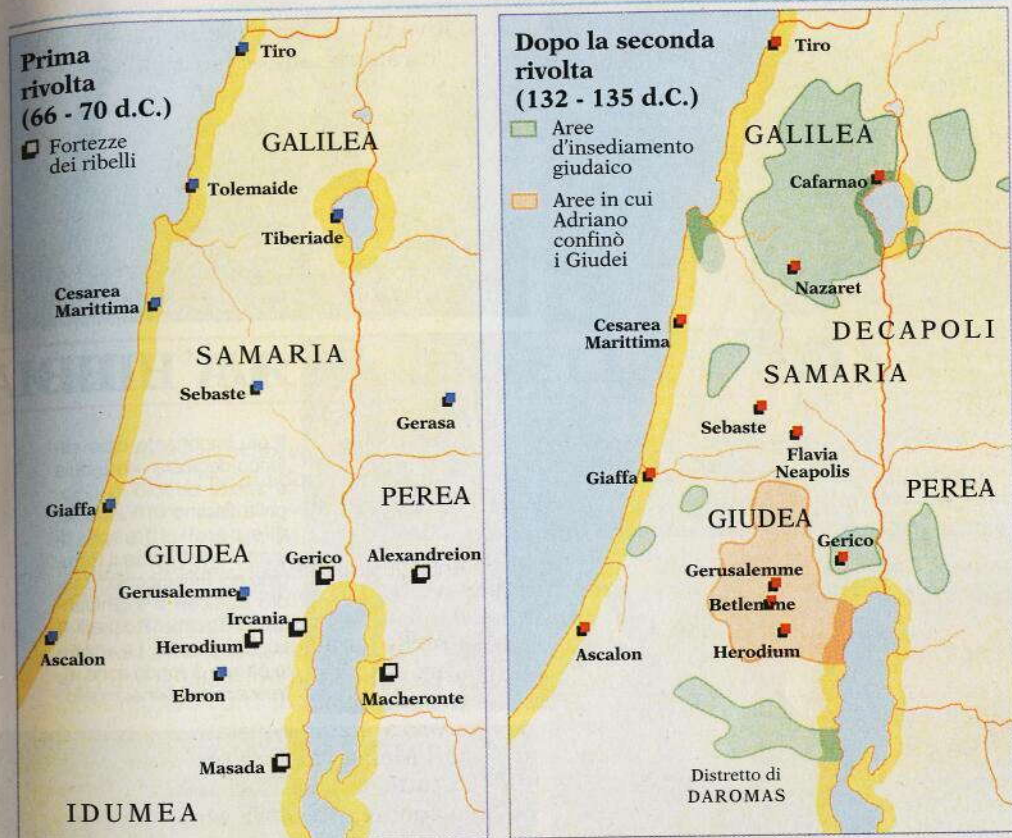 Prima
rivolta
(66 - 70 d.C.)
Fortezze
dei ribelli
Tiro
GALILEA
Tolemaide
Tiberiade
Cesarea
Marittima
SAMARIA
Sebaste
Gerasa
Giaffa
PEREA
GIUDEA
Gerico
Alexandreion
Gerusalemme
Ircania
Herodium
Ascalon
Ebron
Macheronte
Masada
IDUMEA
Dopo la seconda
rivolta
(132 - 135 d.C.)
Aree
d'insediamento
giudaico
Aree in cui
Adriano
confinò
i Giudei
Tiro
GALILEA
Cafarnao
Nazaret
Cesarea
Marittima
DECAPOLI
SAMARIA
Sebaste
Flavia
Neapolis
Giaffa
PEREA
GIUDEA
Gerico
Gerusalemme
Betlemme
Ascalon
Herodium
Distretto di
DAROMAS